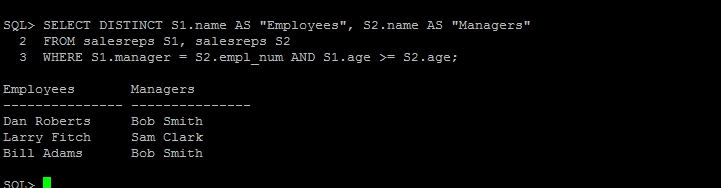 SQL> SELECT DISTINCT S1.name AS "Employees", S2.name AS "Managers"
  2  FROM salesreps S1, salesreps S2
  3  WHERE S1.manager = S2.empl_num AND S1.age >= S2.age;
Employees       Managers
--------------- ---------------
Dan Roberts     Bob Smith
Larry Fitch     Sam Clark
Bill Adams      Bob Smith
SQL>